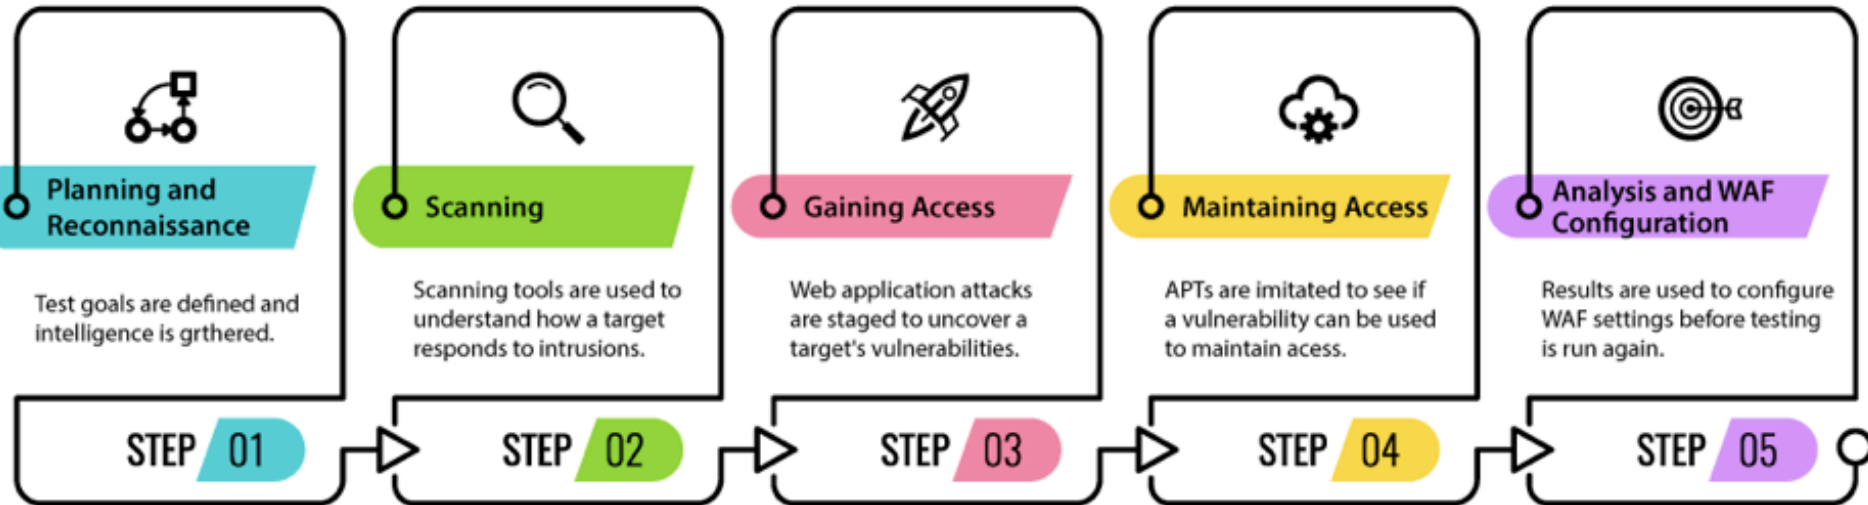 Planning and
Reconnaissance
Test goals are defined and
intelligence is grthered.
STEP 01
Scanning
Scanning tools are used to
understand how a target
responds to intrusions.
STEP 02
Gaining Access
Web application attacks
are staged to uncover a
target's vulnerabilities.
STEP 03
Maintaining Access
APTs are imitated to see if
a vulnerability can be used
to maintain acess.
STEP 04
Analysis and WAF
Configuration
Results are used to configure
WAF settings before testing
is run again.
STEP 05